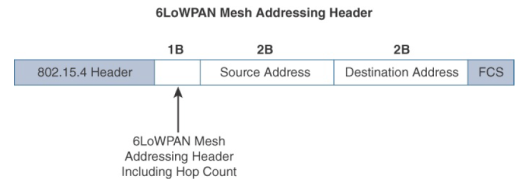 6LoWPAN Mesh Addressing Header
1B 2B 2B
802.15.4 Header Source Address Destination Address FCS
6LoWPAN Mesh
Addressing Header
Including Hop Count